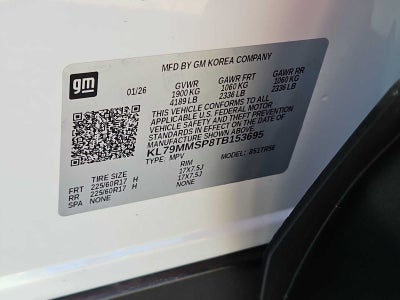 gm
MFD BY GM KOREA COMPANY
01/26 GVWR GAWR FRT GAWR RR
1900 KG 1060 KG 1060 KG
4189 LB 2336 LB 2336 LB
THIS VEHICLE CONFORMS TO ALL
APPLICABLE U.S. FEDERAL MOTOR
VEHICLE SAFETY AND THEFT PREVENTION
STANDARDS IN EFFECT ON THE DATE OF
MANUFACTURE SHOWN ABOVE
KL79MMSP8TB153695
TYPE: MPV MODEL:
TIRE SIZE RIM
FRT 225/60R17 H 17X7.5J
RR 225/60R17 H 17X7.5J
SPA NONE NONE